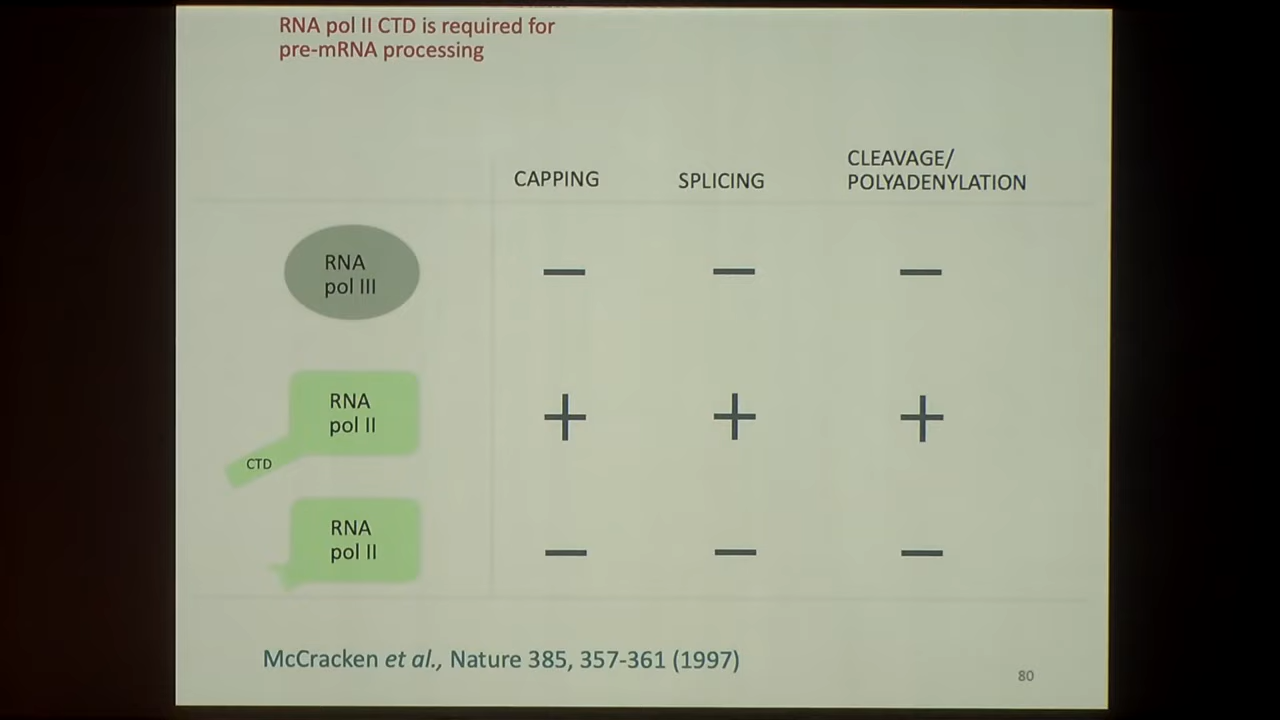 RNA pol II CTD is required for
pre-mRNA processing
CAPPING
SPLICING
CLEAVAGE/
POLYADENYLATION
RNA
pol III
— — —
RNA
pol II
CTD
+ + +
RNA
pol II
— — —
McCracken et al., Nature 385, 357-361 (1997)
80